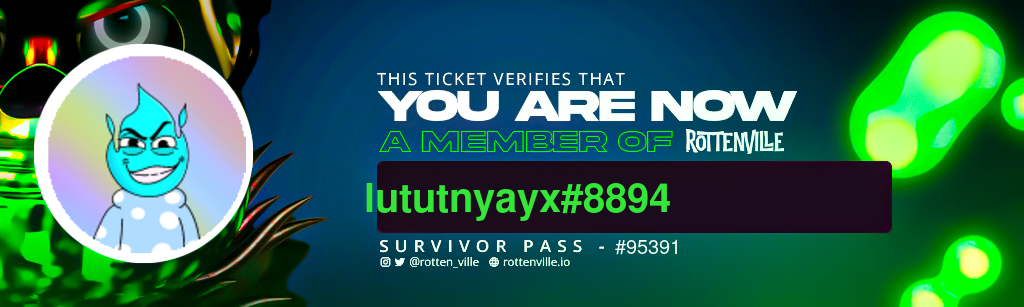 THIS TICKET VERIFIES THAT
YOU ARE NOW
A MEMBER OF ROTTENVILLE
lututnyayx#8894
SURVIVOR PASS - #95391
@rotten_ville rottenville.io